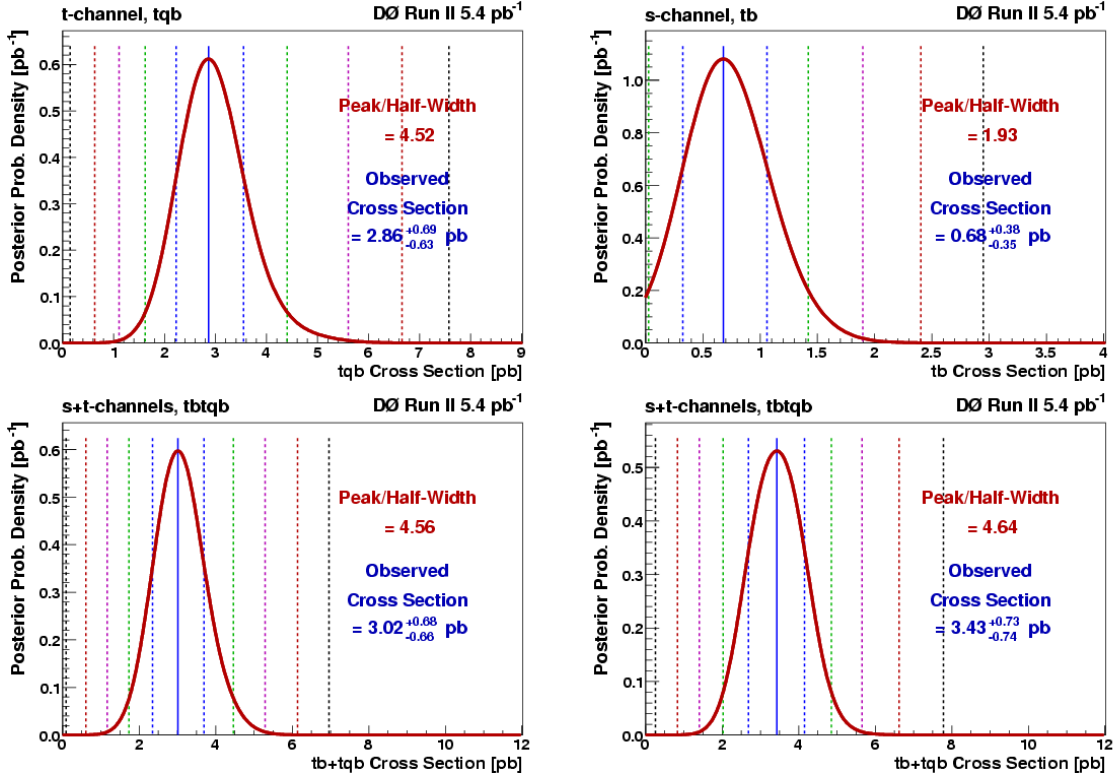 t-channel, tqb
DØ Run II 5.4 pb⁻¹
Posterior Prob. Density [pb⁻¹]
0.6
0.5
0.4
0.3
0.2
0.1
0.0
Peak/Half-Width
= 4.52
Observed
Cross Section
= 2.86 +0.69 -0.63 pb
0 1 2 3 4 5 6 7 8 9
tqb Cross Section [pb]
s-channel, tb
DØ Run II 5.4 pb⁻¹
Posterior Prob. Density [pb⁻¹]
1.0
0.8
0.6
0.4
0.2
0.0
Peak/Half-Width
= 1.93
Observed
Cross Section
= 0.68 +0.38 -0.35 pb
0 0.5 1 1.5 2 2.5 3 3.5 4
tb Cross Section [pb]
s+t-channels, tbtqb
DØ Run II 5.4 pb⁻¹
Posterior Prob. Density [pb⁻¹]
0.6
0.5
0.4
0.3
0.2
0.1
0.0
Peak/Half-Width
= 4.56
Observed
Cross Section
= 3.02 +0.68 -0.66 pb
0 2 4 6 8 10 12
tb+tqb Cross Section [pb]
s+t-channels, tbtqb
DØ Run II 5.4 pb⁻¹
Posterior Prob. Density [pb⁻¹]
0.5
0.4
0.3
0.2
0.1
0.0
Peak/Half-Width
= 4.64
Observed
Cross Section
= 3.43 +0.73 -0.74 pb
0 2 4 6 8 10 12
tb+tqb Cross Section [pb]